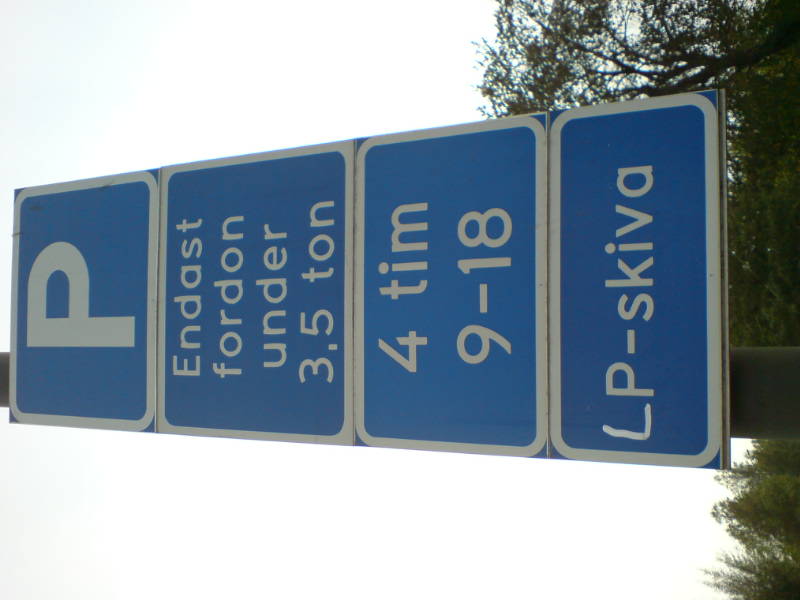 P
Endast
fordon
under
3.5 ton
4 tim
9-18
LP-skiva